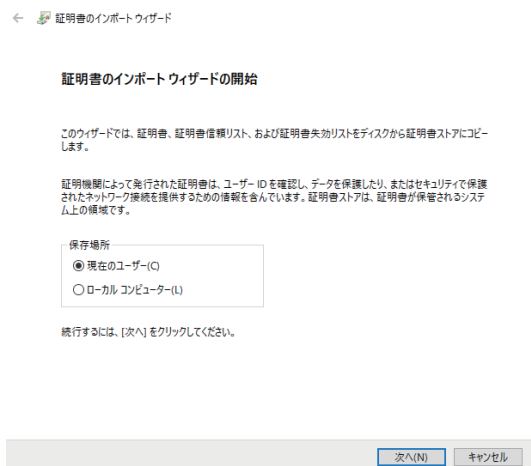 証明書のインポート ウィザード
証明書のインポート ウィザードの開始
このウィザードでは、証明書、証明書信頼リスト、および証明書失効リストをディスクから証明書ストアにコピー
します。
証明機関によって発行された証明書は、ユーザー ID を確認し、データを保護したり、またはセキュリティで保護
されたネットワーク接続を提供するための情報を含んでいます。証明書ストアは、証明書が保管されるシステ
ム上の領域です。
保存場所
現在のユーザー(C)
ローカル コンピューター(L)
続行するには、[次へ] をクリックしてください。
次へ(N) キャンセル